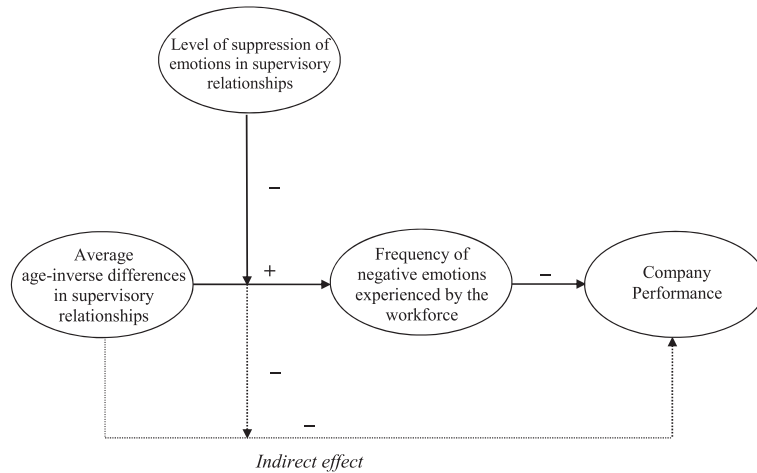 Level of suppression of
emotions in supervisory
relationships
–
Average
age-inverse differences
in supervisory
relationships
+
Frequency of
negative emotions
experienced by the
workforce
–
Company
Performance
–
–
Indirect effect